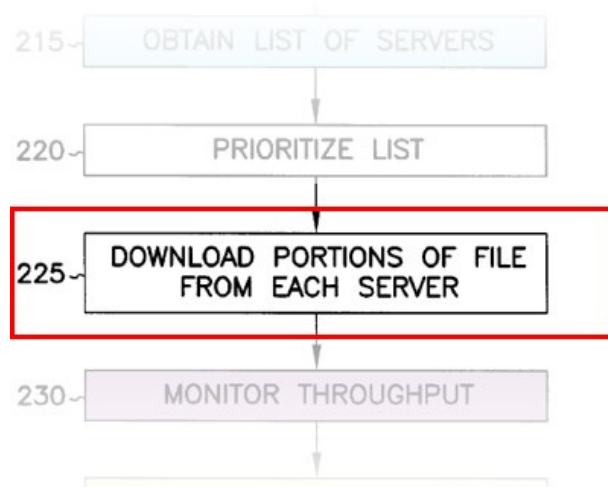 215 OBTAIN LIST OF SERVERS
220 PRIORITIZE LIST
225 DOWNLOAD PORTIONS OF FILE
FROM EACH SERVER
230 MONITOR THROUGHPUT